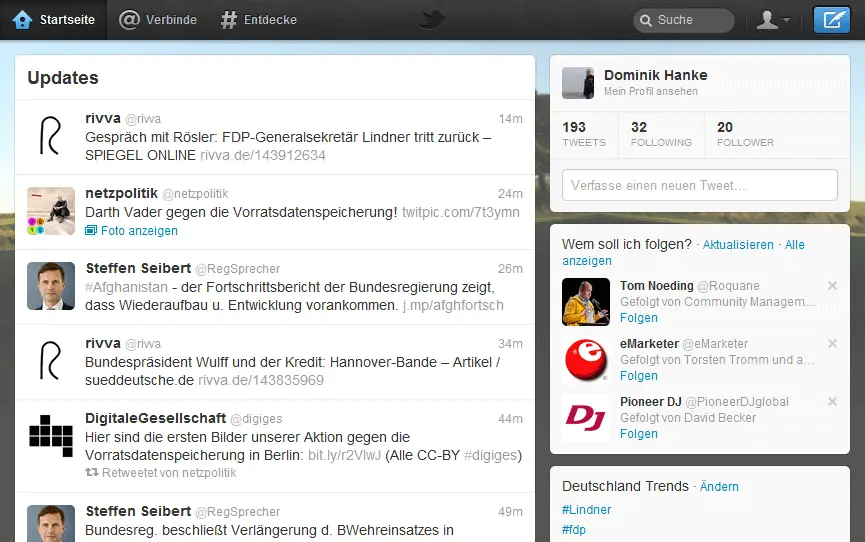 Startseite
Verbinde
Entdecke
Suche
Updates
rivva @rivva 14m
Gespräch mit Rösler: FDP-Generalsekretär Lindner tritt zurück –
SPIEGEL ONLINE rivva.de/143912634
netzpolitik @netzpolitik 24m
Darth Vader gegen die Vorratsdatenspeicherung! twitpic.com/7t3ymn
Foto anzeigen
Steffen Seibert @RegSprecher 26m
#Afghanistan - der Fortschrittsbericht der Bundesregierung zeigt,
dass Wiederaufbau u. Entwicklung vorankommen. j.mp/afghfortsch
rivva @rivva 34m
Bundespräsident Wulff und der Kredit: Hannover-Bande – Artikel /
sueddeutsche.de rivva.de/143835969
DigitaleGesellschaft @digiges 44m
Hier sind die ersten Bilder unserer Aktion gegen die
Vorratsdatenspeicherung in Berlin: bit.ly/r2VlwJ (Alle CC-BY #digiges)
Retweetet von netzpolitik
Steffen Seibert @RegSprecher 49m
Bundesreg. beschließt Verlängerung d. BWehreinsatzes in
Dominik Hanke
Mein Profil ansehen
193 32 20
TWEETS FOLLOWING FOLLOWER
Verfasse einen neuen Tweet…
Wem soll ich folgen? · Aktualisieren · Alle
anzeigen
Tom Noeding @Roquane
Gefolgt von Community Managem…
Folgen
eMarketer @eMarketer
Gefolgt von Torsten Tromm und a…
Folgen
Pioneer DJ @PioneerDJglobal
Gefolgt von David Becker
Folgen
Deutschland Trends · Ändern
#Lindner
#fdp